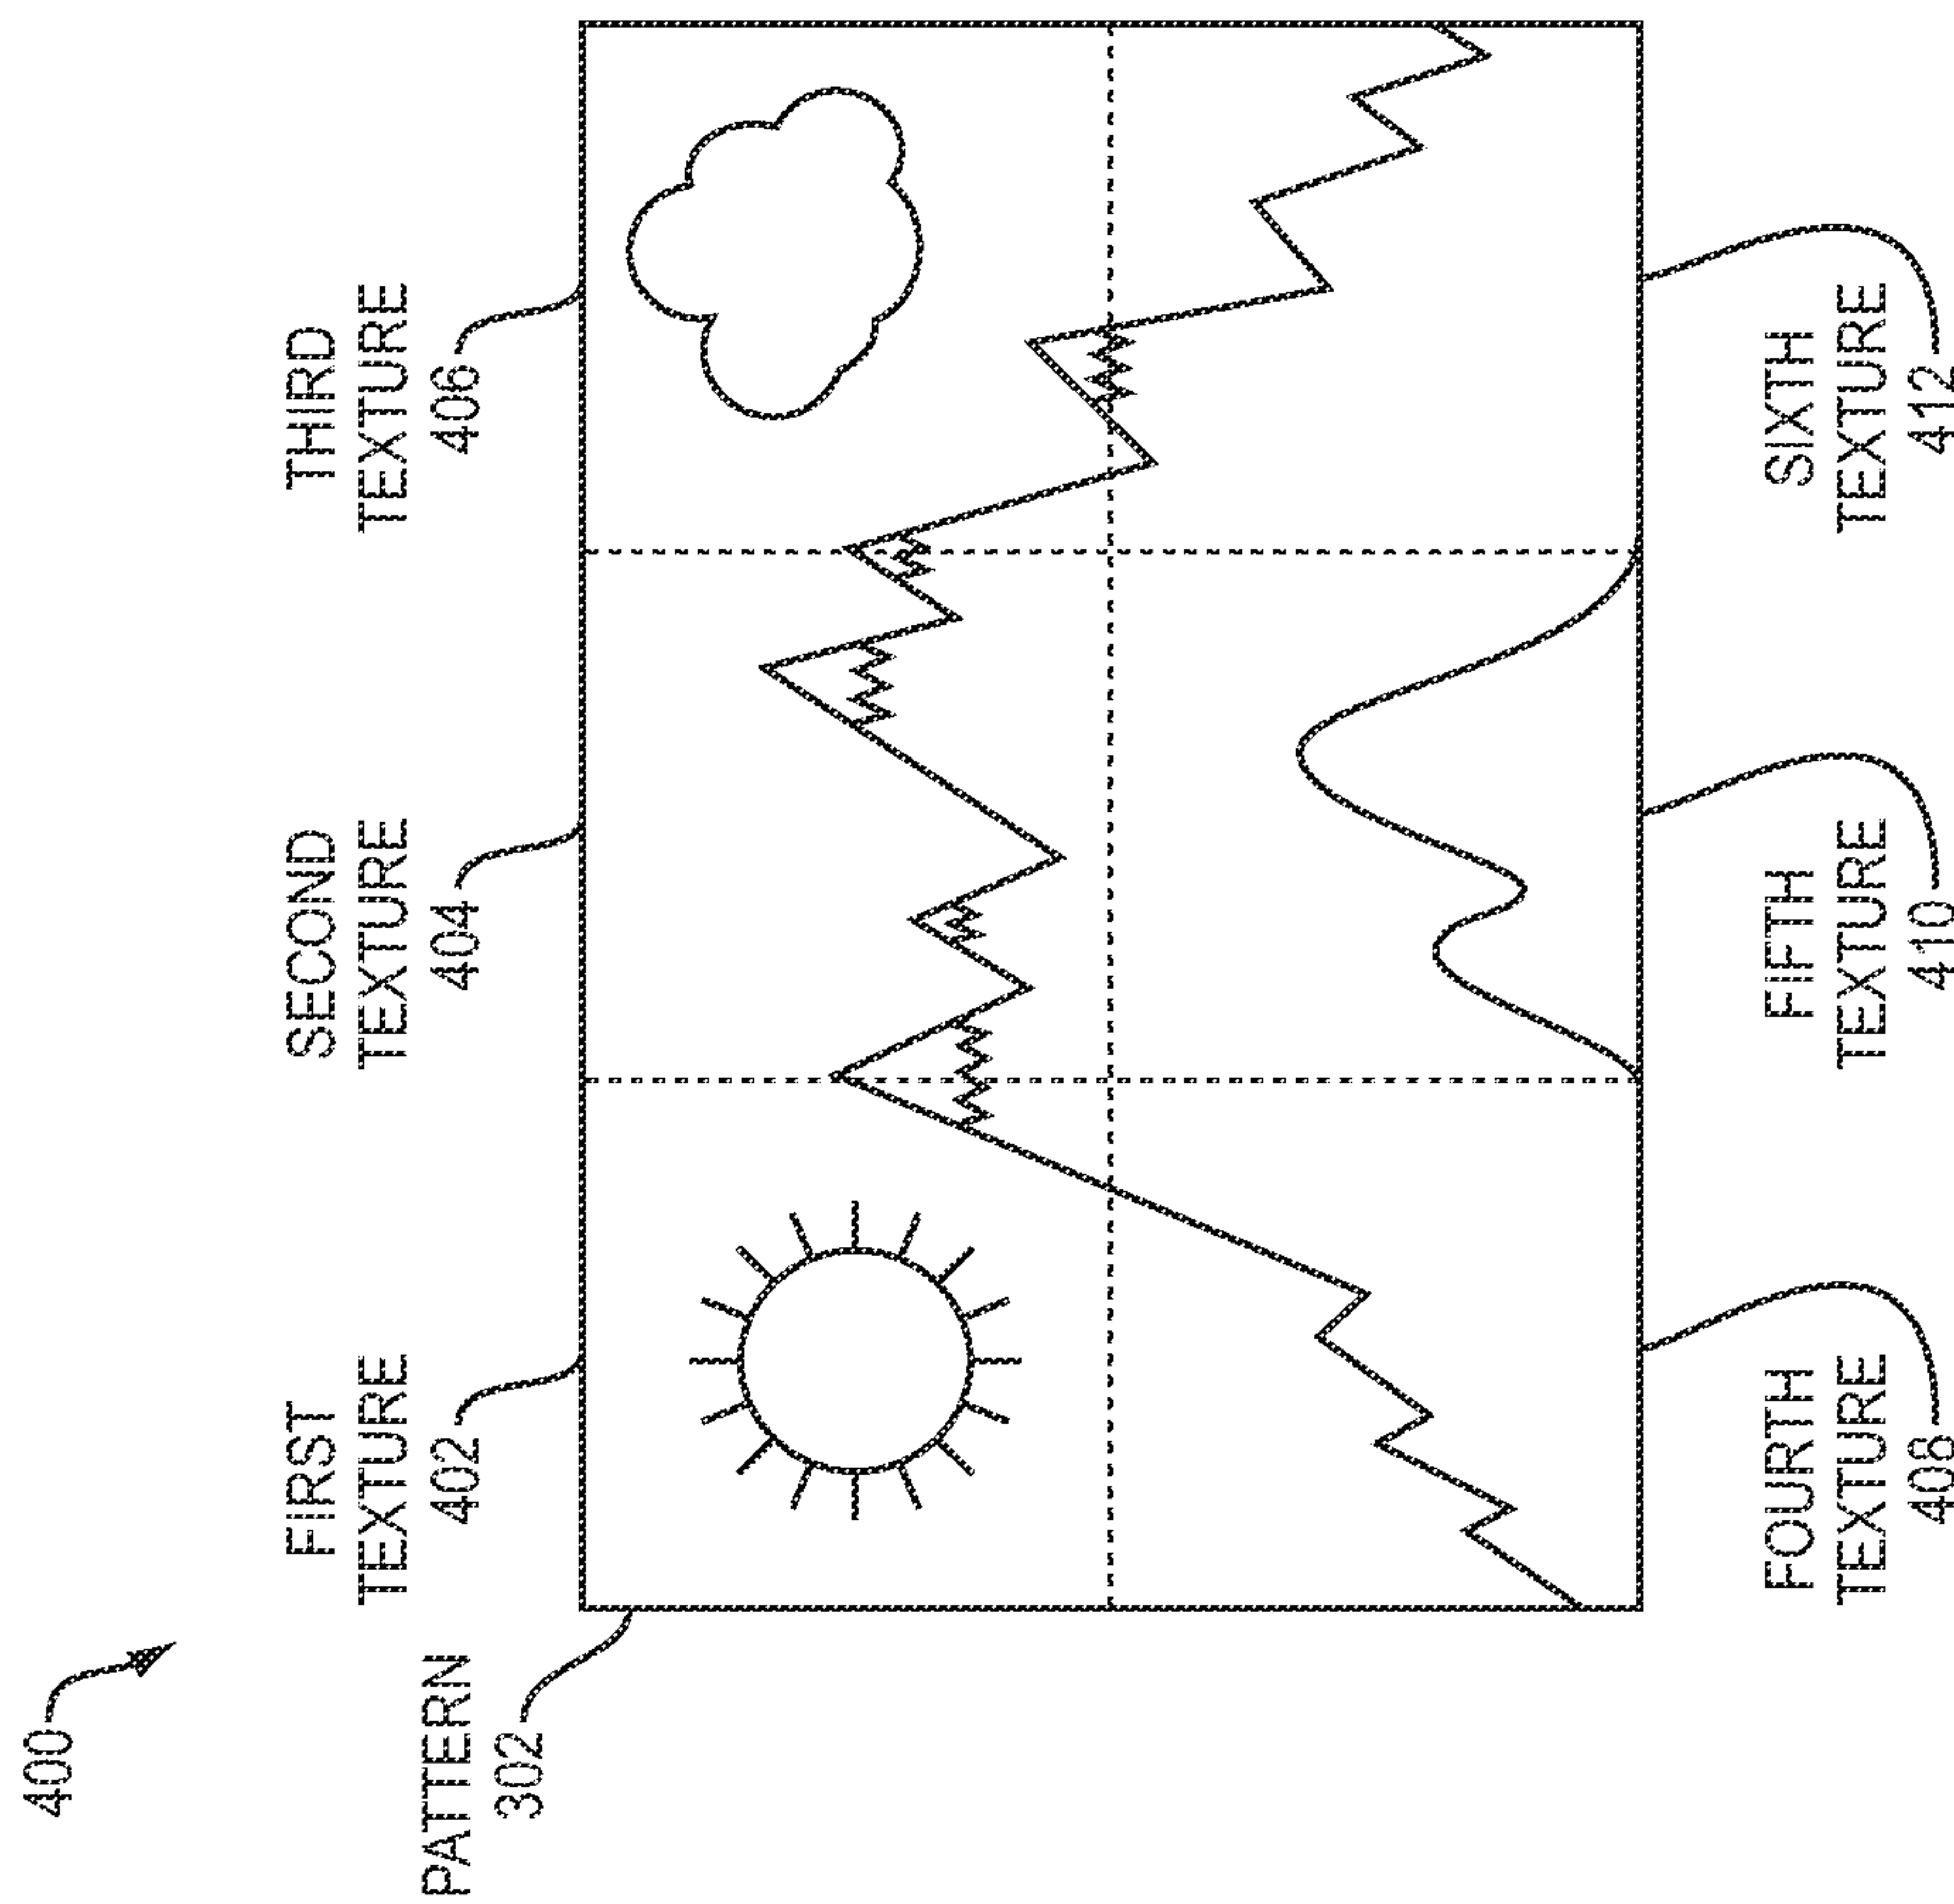 400
PATTERN
302
FIRST
TEXTURE
402
SECOND
TEXTURE
404
THIRD
TEXTURE
406
FOURTH
TEXTURE
408
FIFTH
TEXTURE
410
SIXTH
TEXTURE
412